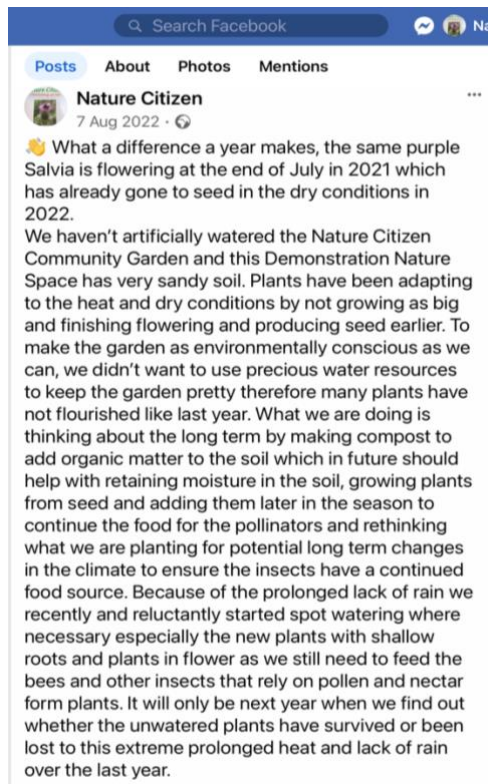 Search Facebook
Na
Posts About Photos Mentions
Nature Citizen
7 Aug 2022 ·
What a difference a year makes, the same purple
Salvia is flowering at the end of July in 2021 which
has already gone to seed in the dry conditions in
2022.
We haven't artificially watered the Nature Citizen
Community Garden and this Demonstration Nature
Space has very sandy soil. Plants have been adapting
to the heat and dry conditions by not growing as big
and finishing flowering and producing seed earlier. To
make the garden as environmentally conscious as we
can, we didn't want to use precious water resources
to keep the garden pretty therefore many plants have
not flourished like last year. What we are doing is
thinking about the long term by making compost to
add organic matter to the soil which in future should
help with retaining moisture in the soil, growing plants
from seed and adding them later in the season to
continue the food for the pollinators and rethinking
what we are planting for potential long term changes
in the climate to ensure the insects have a continued
food source. Because of the prolonged lack of rain we
recently and reluctantly started spot watering where
necessary especially the new plants with shallow
roots and plants in flower as we still need to feed the
bees and other insects that rely on pollen and nectar
form plants. It will only be next year when we find out
whether the unwatered plants have survived or been
lost to this extreme prolonged heat and lack of rain
over the last year.